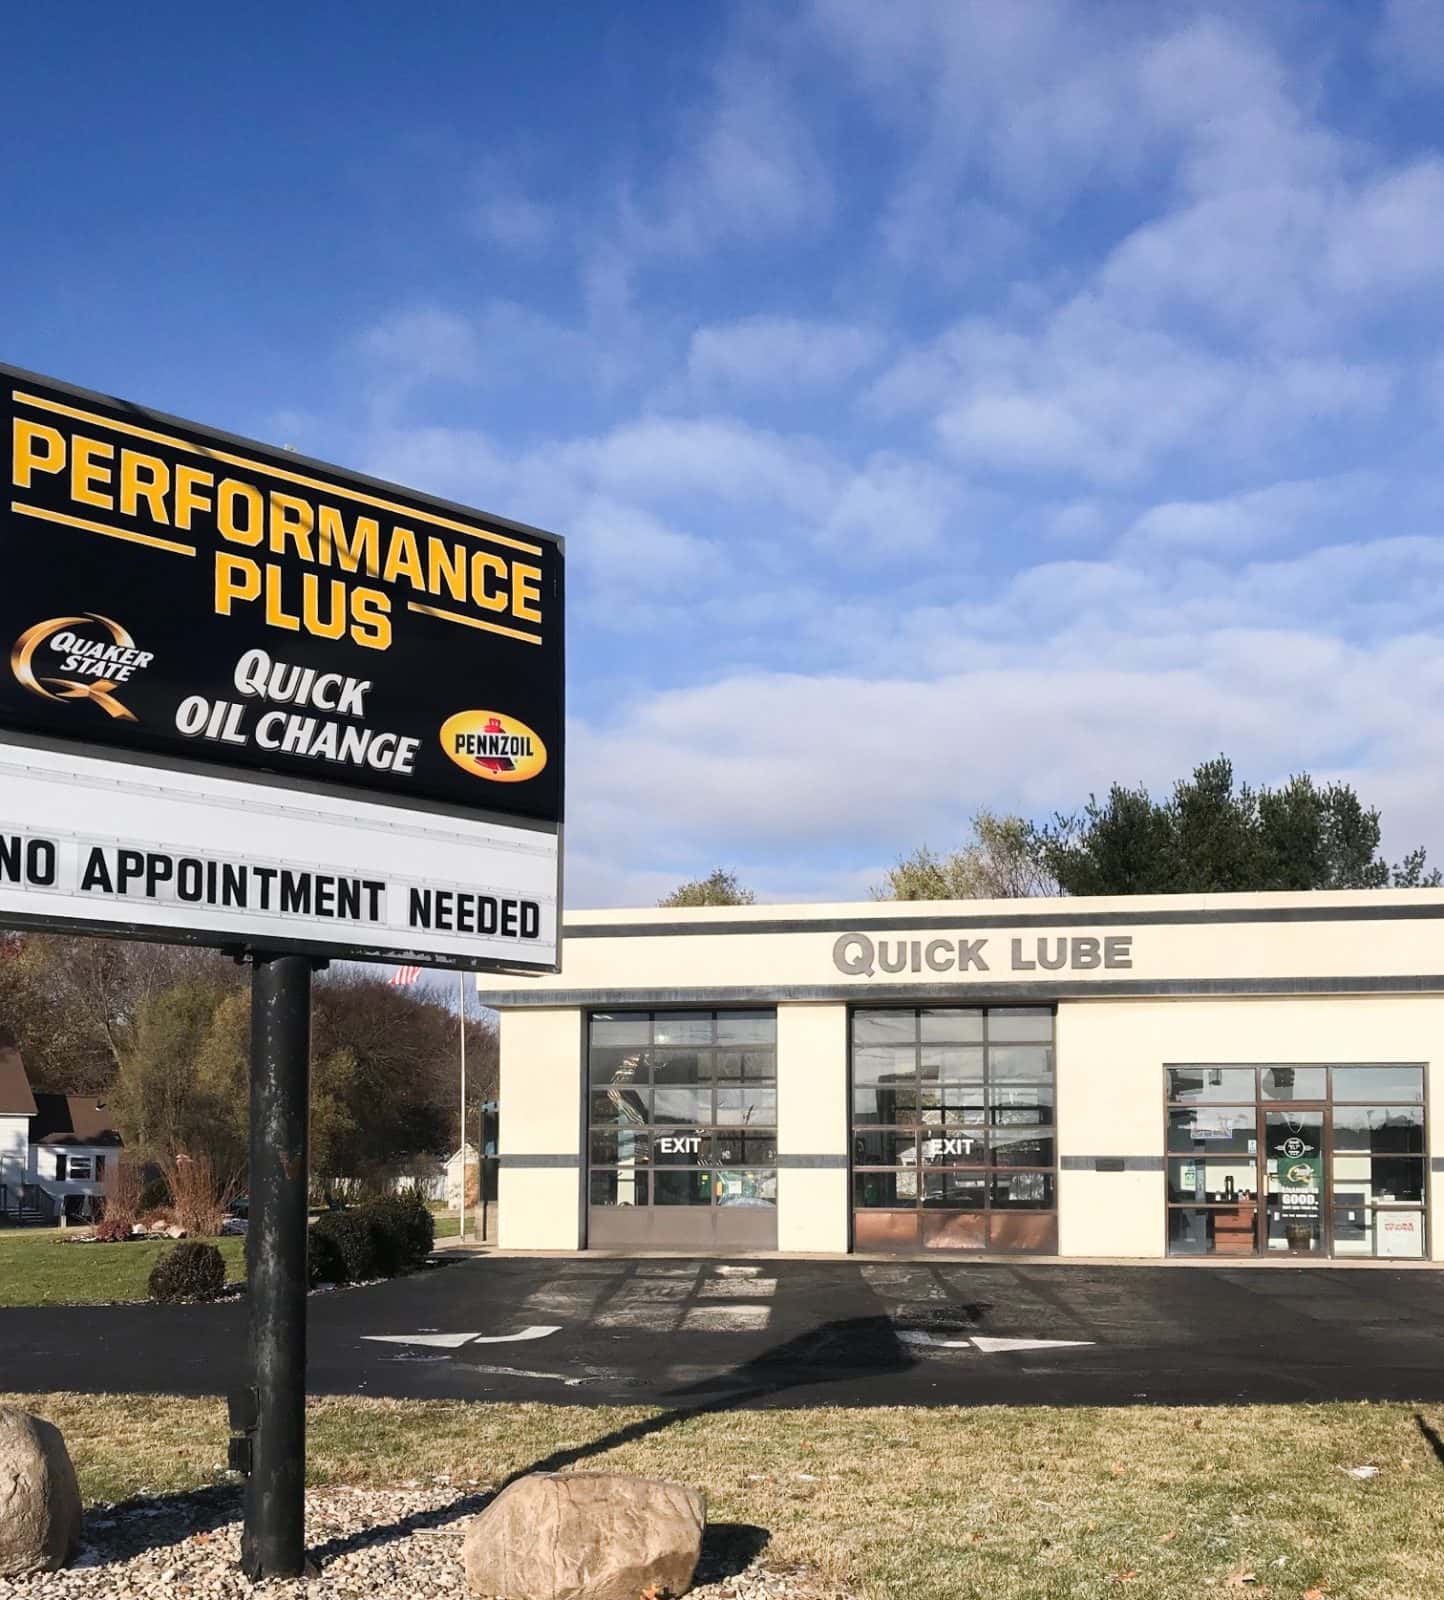 PERFORMANCE
PLUS
QUAKER
STATE
QUICK
OIL CHANGE
PENNZOIL
NO APPOINTMENT NEEDED
QUICK LUBE
EXIT
EXIT
GOOD.